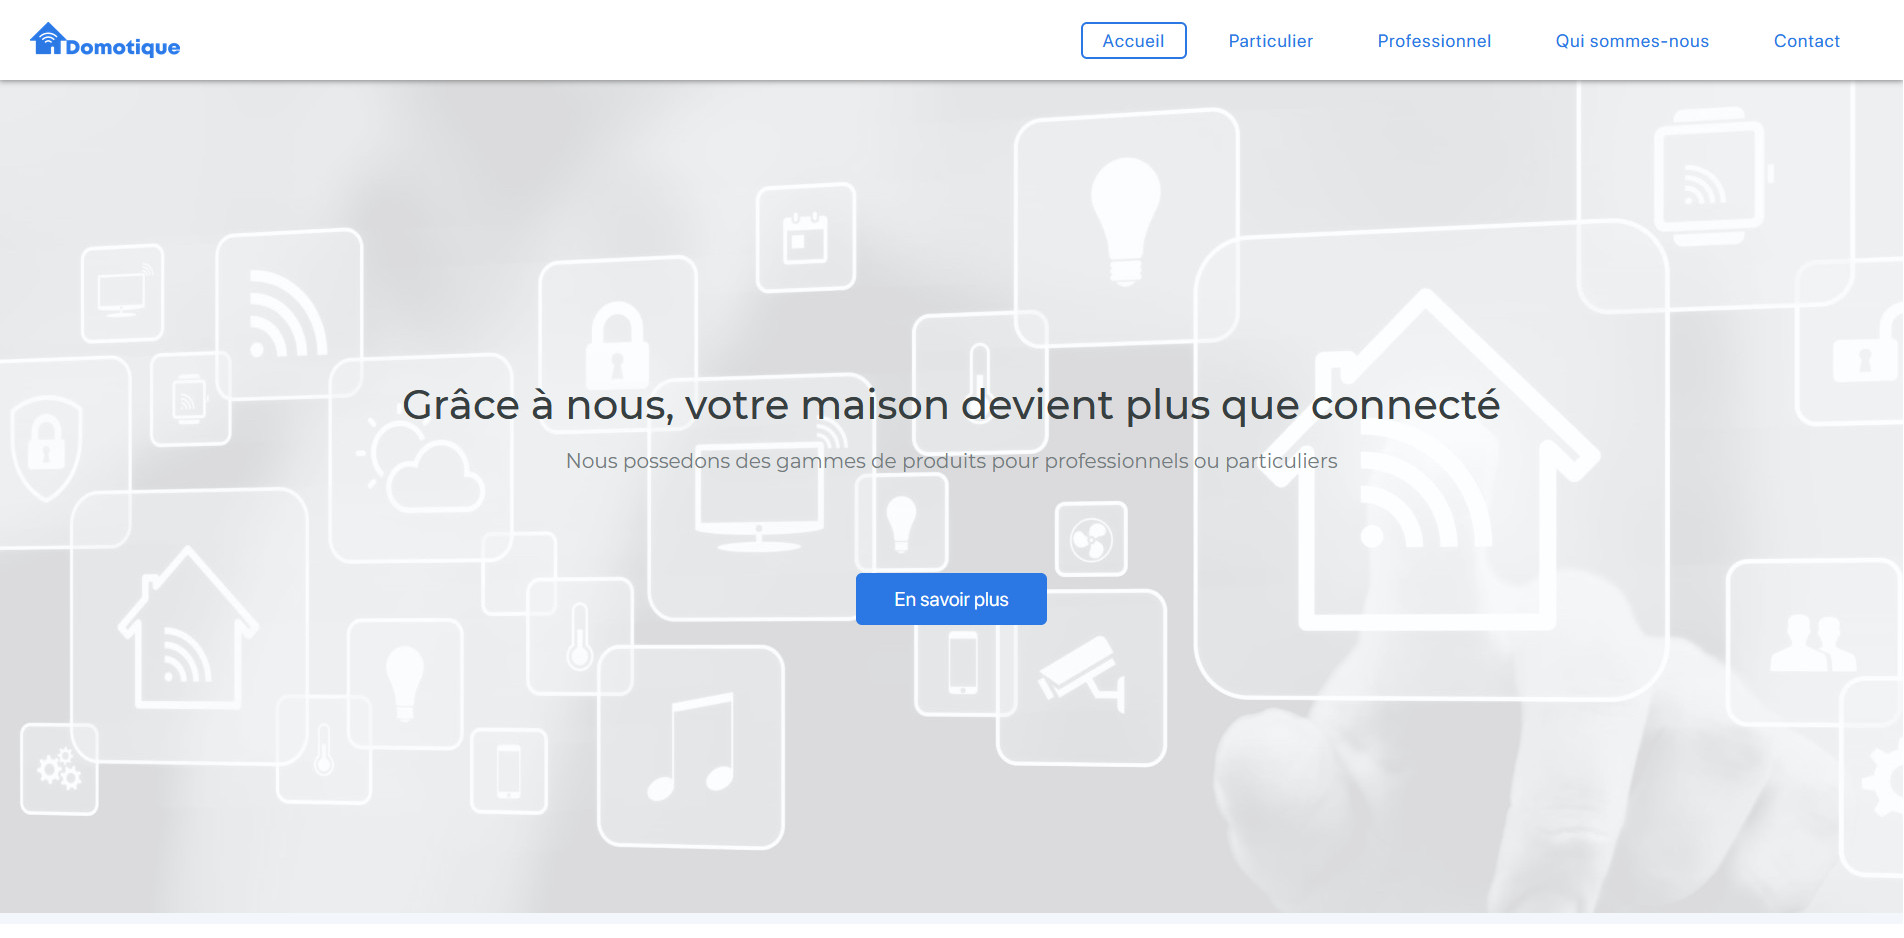 Domotique
Accueil
Particulier
Professionnel
Qui sommes-nous
Contact
Grâce à nous, votre maison devient plus que connecté
Nous possedons des gammes de produits pour professionnels ou particuliers
En savoir plus